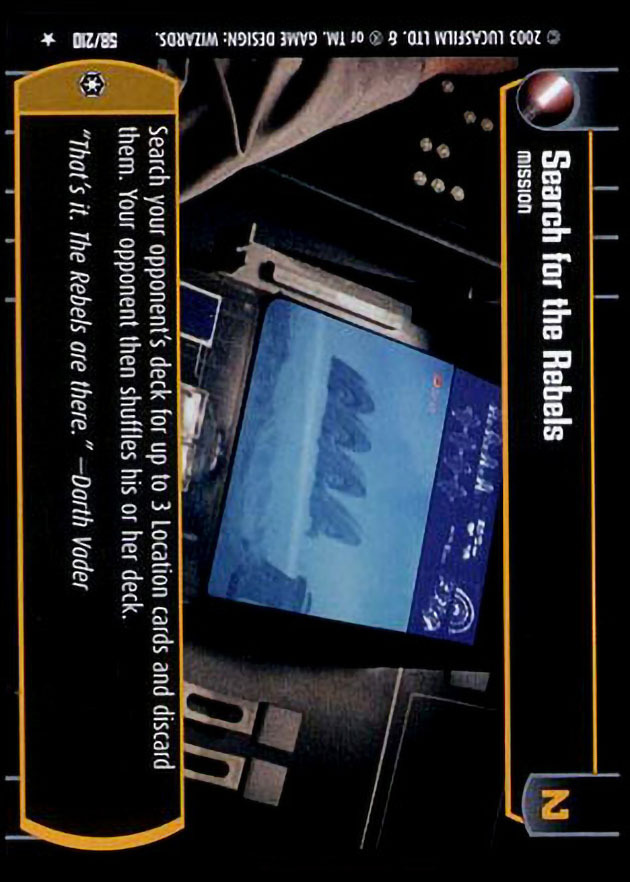 Search for the Rebels
MISSION
2
Search your opponent's deck for up to 3 Location cards and discard
them. Your opponent then shuffles his or her deck.
"That's it. The Rebels are there." —Darth Vader
© 2003 LUCASFILM LTD. & ® or TM. GAME DESIGN: WIZARDS. 58/210 ★